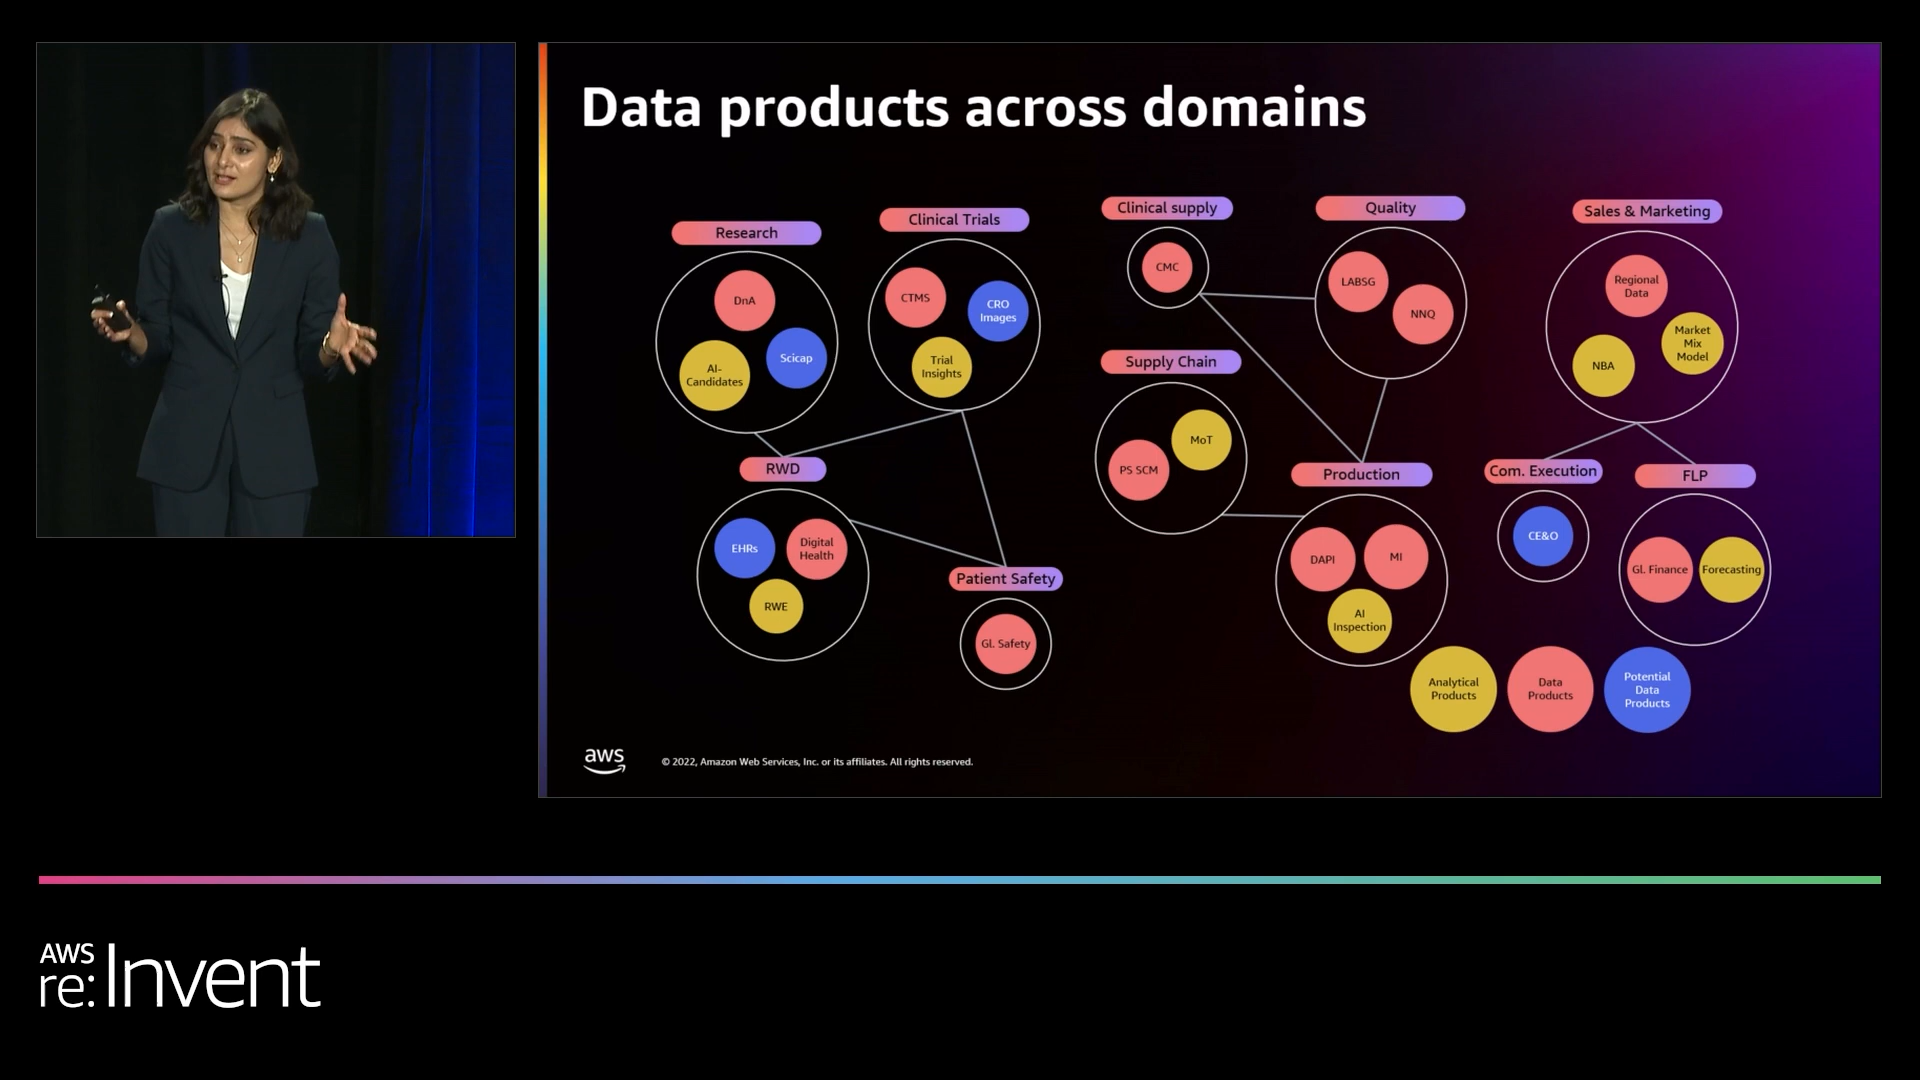 Data products across domains
Research
DnA
AI-
Candidates
Scicap
Clinical Trials
CTMS
CRO
Images
Trial
Insights
RWD
EHRs
Digital
Health
RWE
Patient Safety
Gl. Safety
Clinical supply
CMC
Quality
LABSG
NNQ
Supply Chain
PS SCM
MoT
Production
DAPI
MI
AI
Inspection
Sales & Marketing
Regional
Data
NBA
Market
Mix
Model
Com. Execution
CE&O
FLP
Gl. Finance
Forecasting
Analytical
Products
Data
Products
Potential
Data
Products
aws
© 2022, Amazon Web Services, Inc. or its affiliates. All rights reserved.
AWS
re:Invent